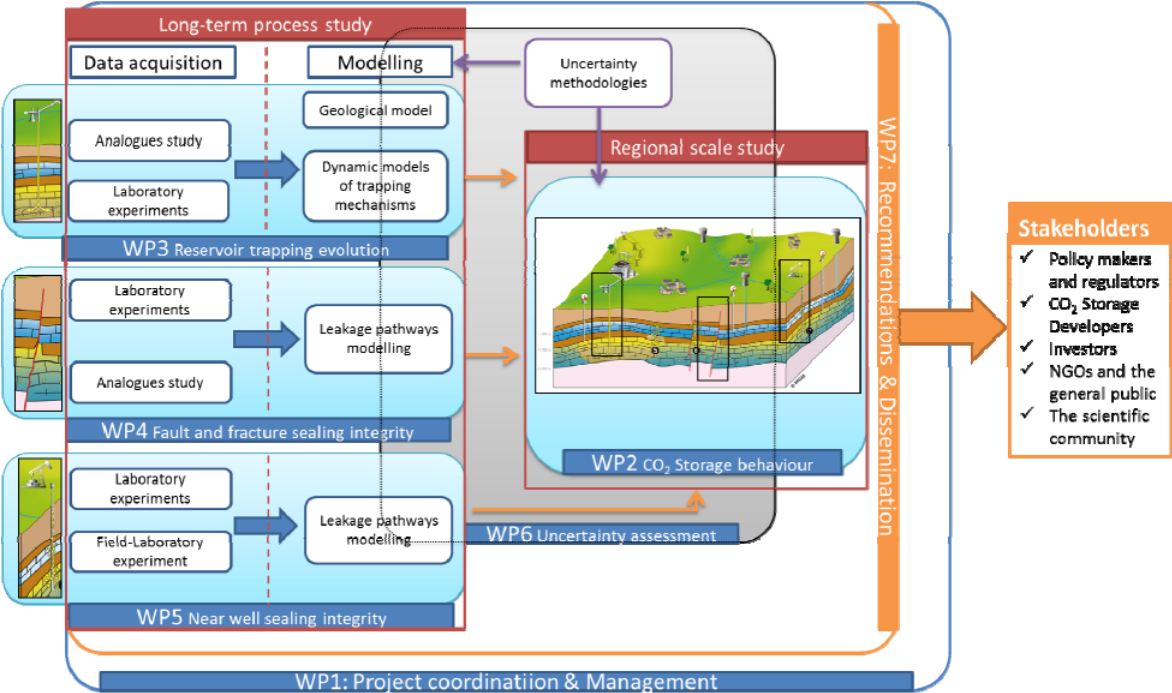 Long-term process study
Data acquisition
Modelling
Uncertainty
methodologies
Geological model
Analogues study
Laboratory
experiments
Dynamic models
of trapping
mechanisms
WP3 Reservoir trapping evolution
Laboratory
experiments
Analogues study
Leakage pathways
modelling
WP4 Fault and fracture sealing integrity
Laboratory
experiments
Field-Laboratory
experiment
Leakage pathways
modelling
WP5 Near well sealing integrity
Regional scale study
WP2 CO₂ Storage behaviour
WP6 Uncertainty assessment
WP7: Recommendations & Dissemination
WP1: Project coordinatiion & Management
Stakeholders
✓ Policy makers
and regulators
✓ CO₂ Storage
Developers
✓ Investors
✓ NGOs and the
general public
✓ The scientific
community